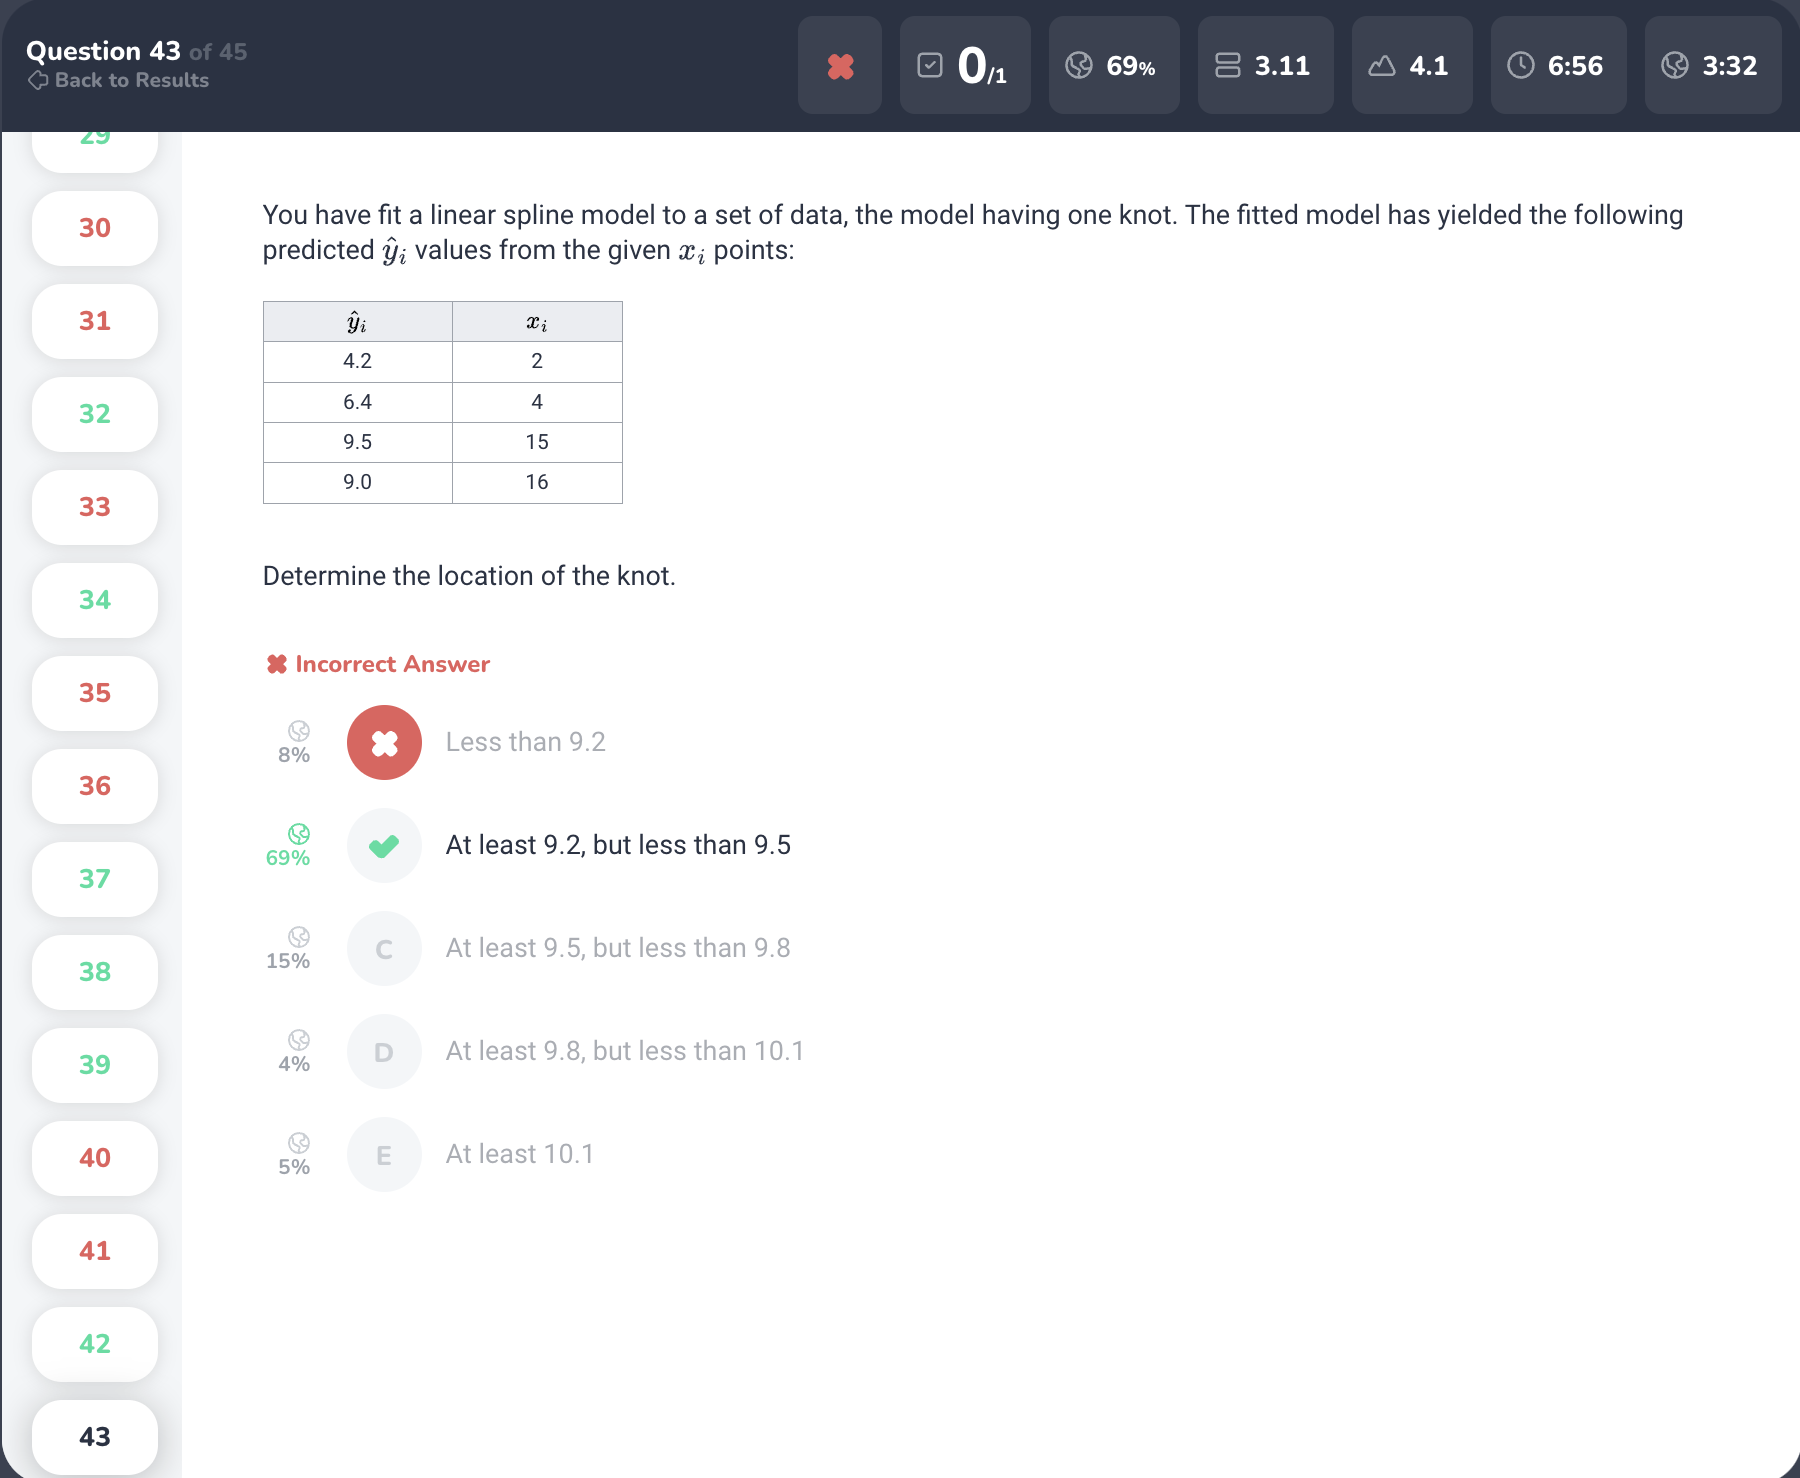 Question 43 of 45
Back to Results
0/1
69%
3.11
4.1
6:56
3:32
29
30
31
32
33
34
35
36
37
38
39
40
41
42
43
You have fit a linear spline model to a set of data, the model having one knot. The fitted model has yielded the following
predicted ŷᵢ values from the given xᵢ points:
ŷᵢ xᵢ
4.2 2
6.4 4
9.5 15
9.0 16
Determine the location of the knot.
Incorrect Answer
8% Less than 9.2
69% At least 9.2, but less than 9.5
15% C At least 9.5, but less than 9.8
4% D At least 9.8, but less than 10.1
5% E At least 10.1